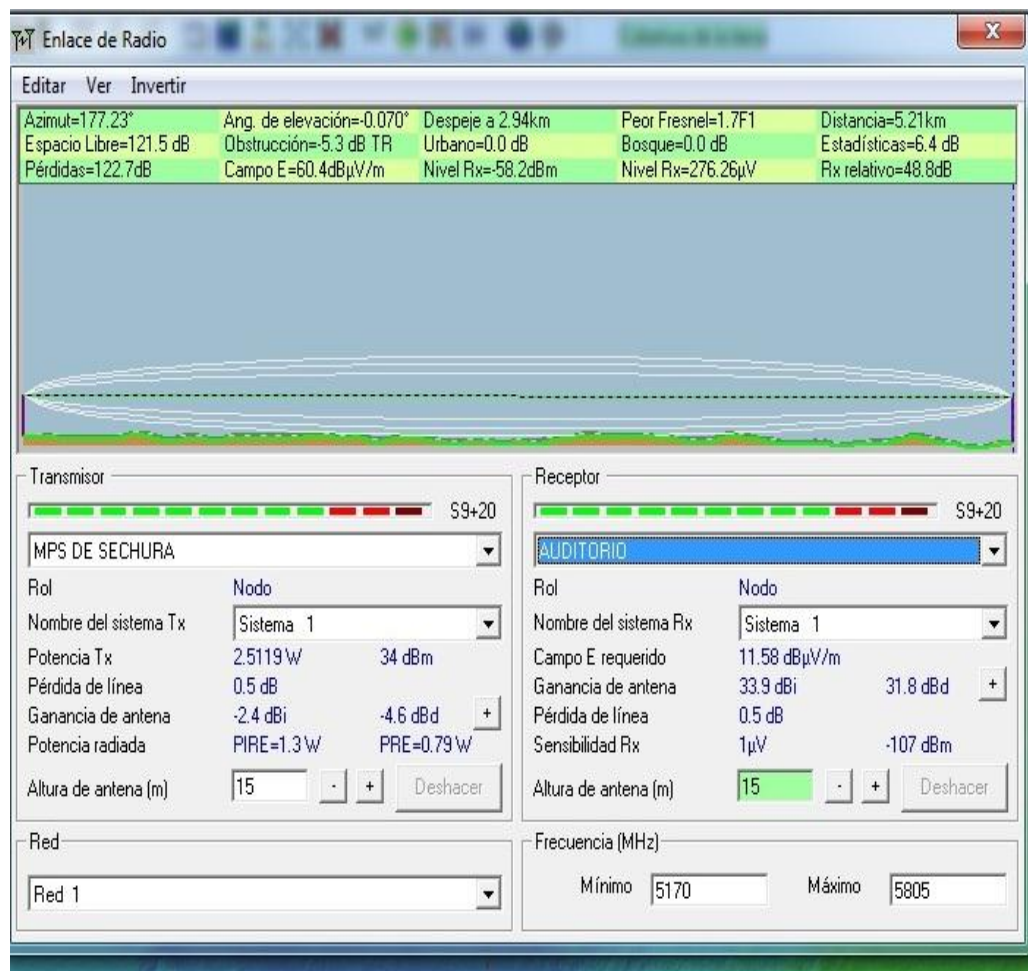 Enlace de Radio
X
Editar Ver Invertir
Azimut=177.23° Ang. de elevación=-0.070° Despeje a 2.94km Peor Fresnel=1.7F1 Distancia=5.21km
Espacio Libre=121.5 dB Obstrucción=-5.3 dB TR Urbano=0.0 dB Bosque=0.0 dB Estadísticas=6.4 dB
Pérdidas=122.7dB Campo E=60.4dBµV/m Nivel Rx=-58.2dBm Nivel Rx=276.26µV Rx relativo=48.8dB
Transmisor
S9+20
MPS DE SECHURA
Rol Nodo
Nombre del sistema Tx Sistema 1
Potencia Tx 2.5119 W 34 dBm
Pérdida de línea 0.5 dB
Ganancia de antena -2.4 dBi -4.6 dBd +
Potencia radiada PIRE=1.3 W PRE=0.79 W
Altura de antena (m) 15 - + Deshacer
Receptor
S9+20
AUDITORIO
Rol Nodo
Nombre del sistema Rx Sistema 1
Campo E requerido 11.58 dBµV/m
Ganancia de antena 33.9 dBi 31.8 dBd +
Pérdida de línea 0.5 dB
Sensibilidad Rx 1µV -107 dBm
Altura de antena (m) 15 - + Deshacer
Red
Red 1
Frecuencia (MHz)
Mínimo 5170 Máximo 5805